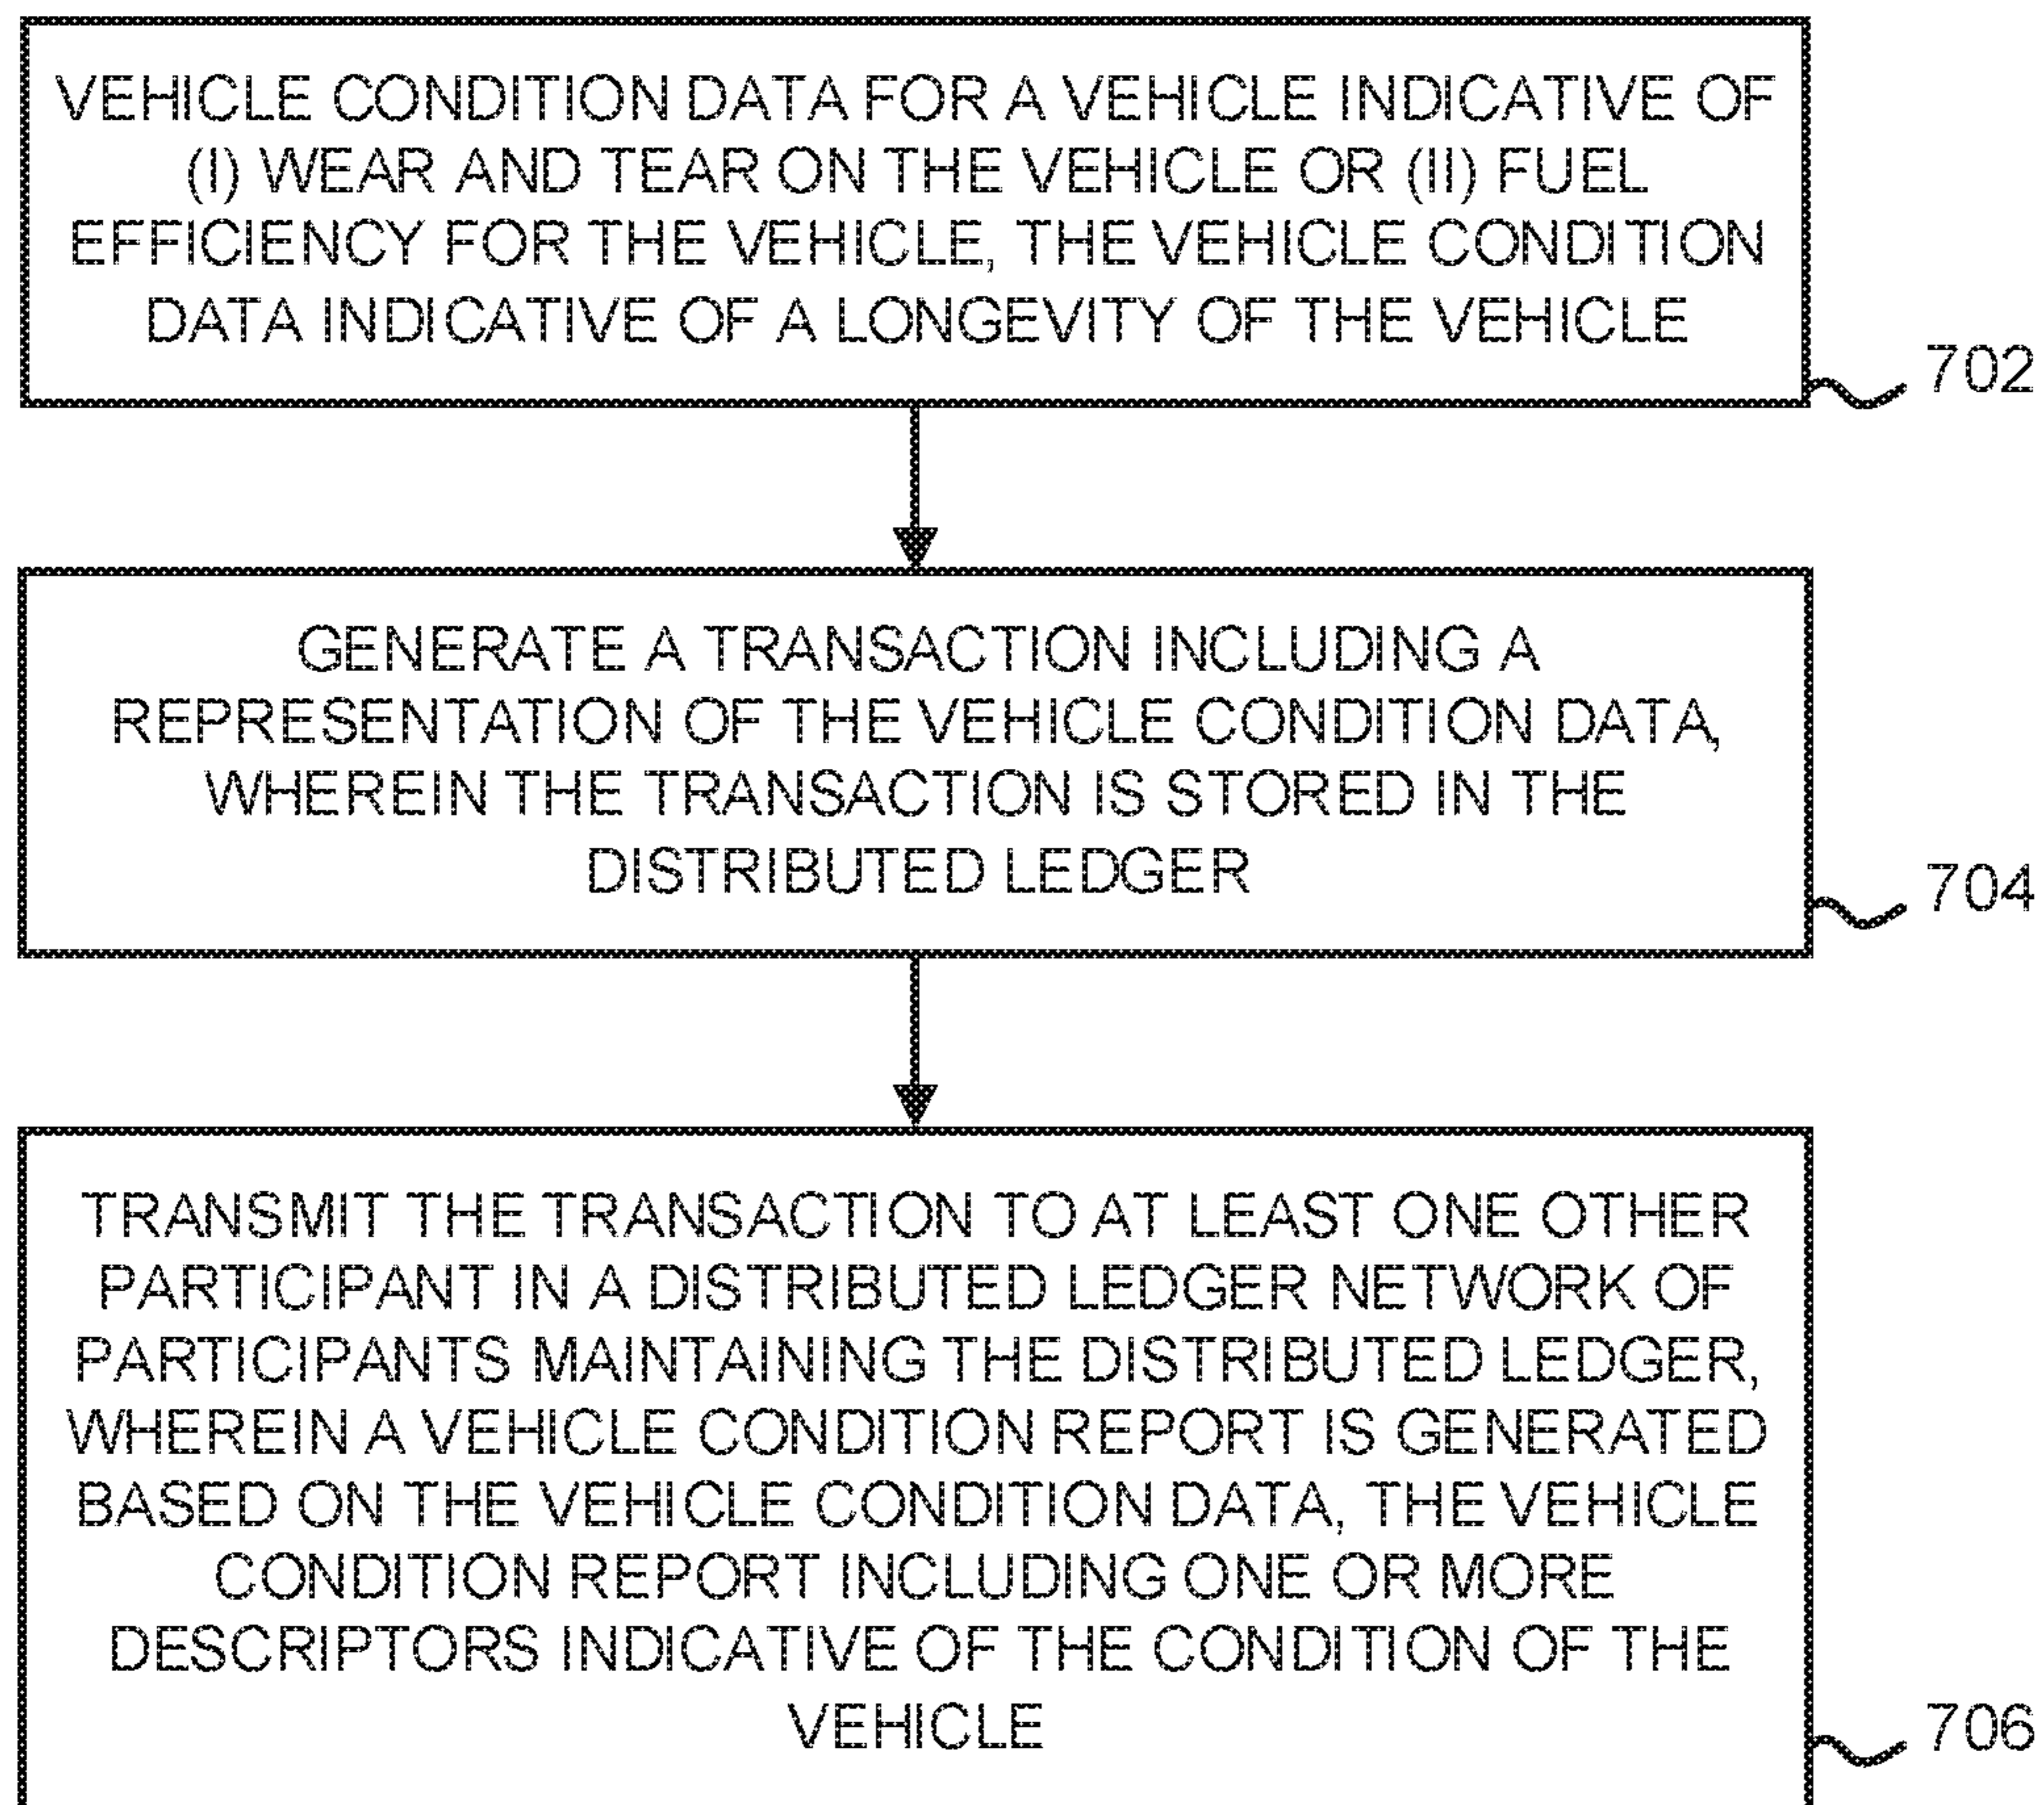 VEHICLE CONDITION DATA FOR A VEHICLE INDICATIVE OF
(I) WEAR AND TEAR ON THE VEHICLE OR (II) FUEL
EFFICIENCY FOR THE VEHICLE, THE VEHICLE CONDITION
DATA INDICATIVE OF A LONGEVITY OF THE VEHICLE
702
GENERATE A TRANSACTION INCLUDING A
REPRESENTATION OF THE VEHICLE CONDITION DATA,
WHEREIN THE TRANSACTION IS STORED IN THE
DISTRIBUTED LEDGER
704
TRANSMIT THE TRANSACTION TO AT LEAST ONE OTHER
PARTICIPANT IN A DISTRIBUTED LEDGER NETWORK OF
PARTICIPANTS MAINTAINING THE DISTRIBUTED LEDGER,
WHEREIN A VEHICLE CONDITION REPORT IS GENERATED
BASED ON THE VEHICLE CONDITION DATA, THE VEHICLE
CONDITION REPORT INCLUDING ONE OR MORE
DESCRIPTORS INDICATIVE OF THE CONDITION OF THE
VEHICLE
706